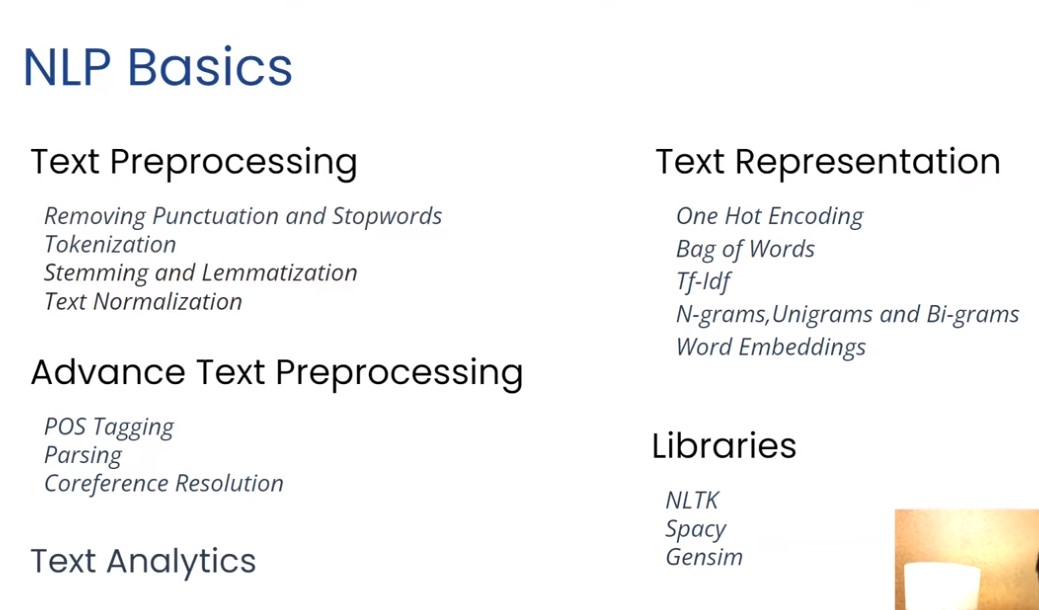 NLP Basics
Text Preprocessing
Removing Punctuation and Stopwords
Tokenization
Stemming and Lemmatization
Text Normalization
Advance Text Preprocessing
POS Tagging
Parsing
Coreference Resolution
Text Analytics
Text Representation
One Hot Encoding
Bag of Words
Tf-Idf
N-grams,Unigrams and Bi-grams
Word Embeddings
Libraries
NLTK
Spacy
Gensim